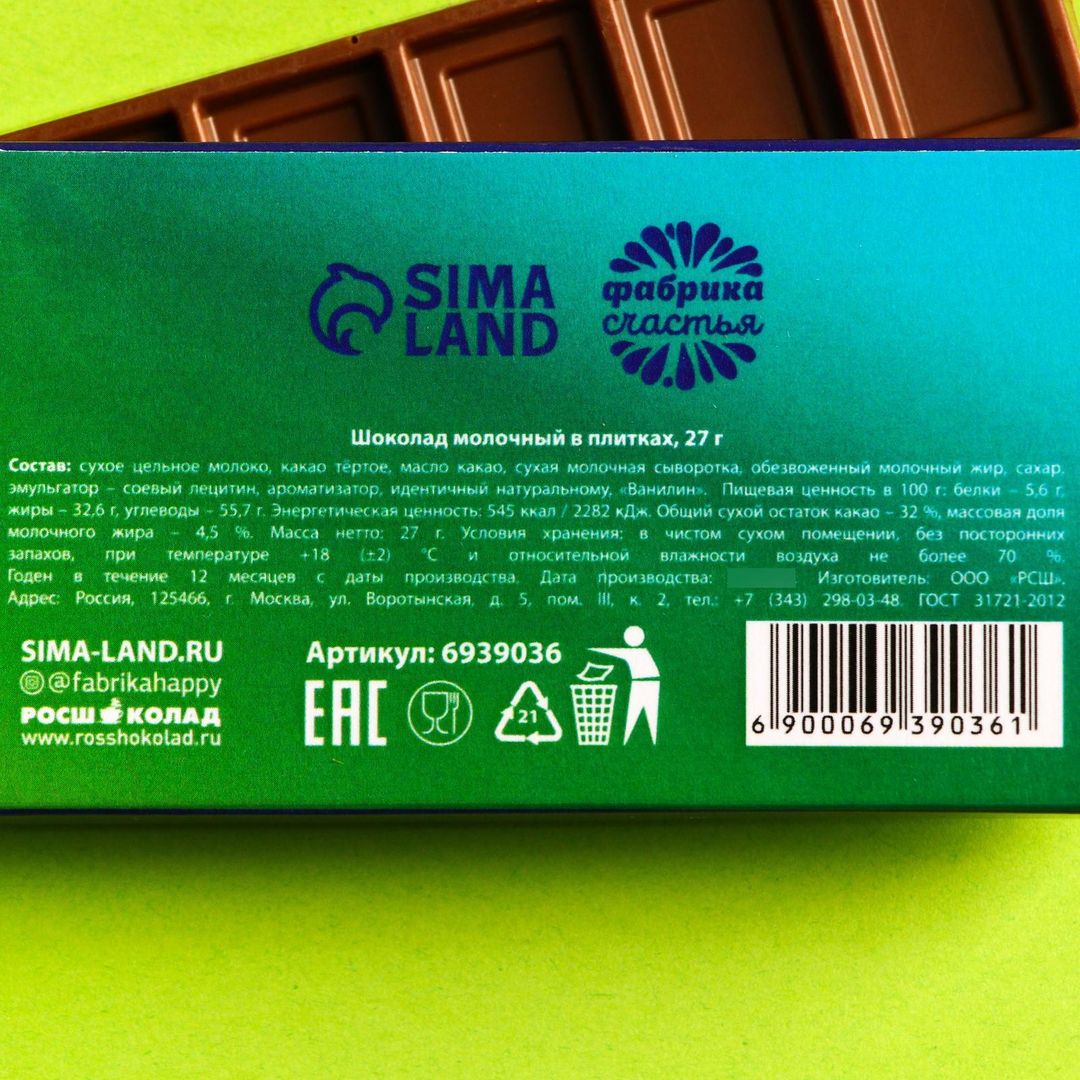 SIMA
LAND
фабрика
счастья
Шоколад молочный в плитках, 27 г
Состав: сухое цельное молоко, какао тёртое, масло какао, сухая молочная сыворотка, обезвоженный молочный жир, сахар,
эмульгатор – соевый лецитин, ароматизатор, идентичный натуральному, «Ванилин». Пищевая ценность в 100 г: белки – 5,6 г,
жиры – 32,6 г, углеводы – 55,7 г. Энергетическая ценность: 545 ккал / 2282 кДж. Общий сухой остаток какао – 32 %, массовая доля
молочного жира – 4,5 %. Масса нетто: 27 г. Условия хранения: в чистом сухом помещении, без посторонних
запахов, при температуре +18 (±2) °С и относительной влажности воздуха не более 70 %.
Годен в течение 12 месяцев с даты производства. Дата производства: Изготовитель: ООО «РСШ».
Адрес: Россия, 125466, г. Москва, ул. Воротынская, д. 5, пом. III, к. 2, тел.: +7 (343) 298-03-48. ГОСТ 31721-2012
SIMA-LAND.RU
@fabrikahappy
РОСШОКОЛАД
www.rosshokolad.ru
Артикул: 6939036
EAC
21
6 900069 390361